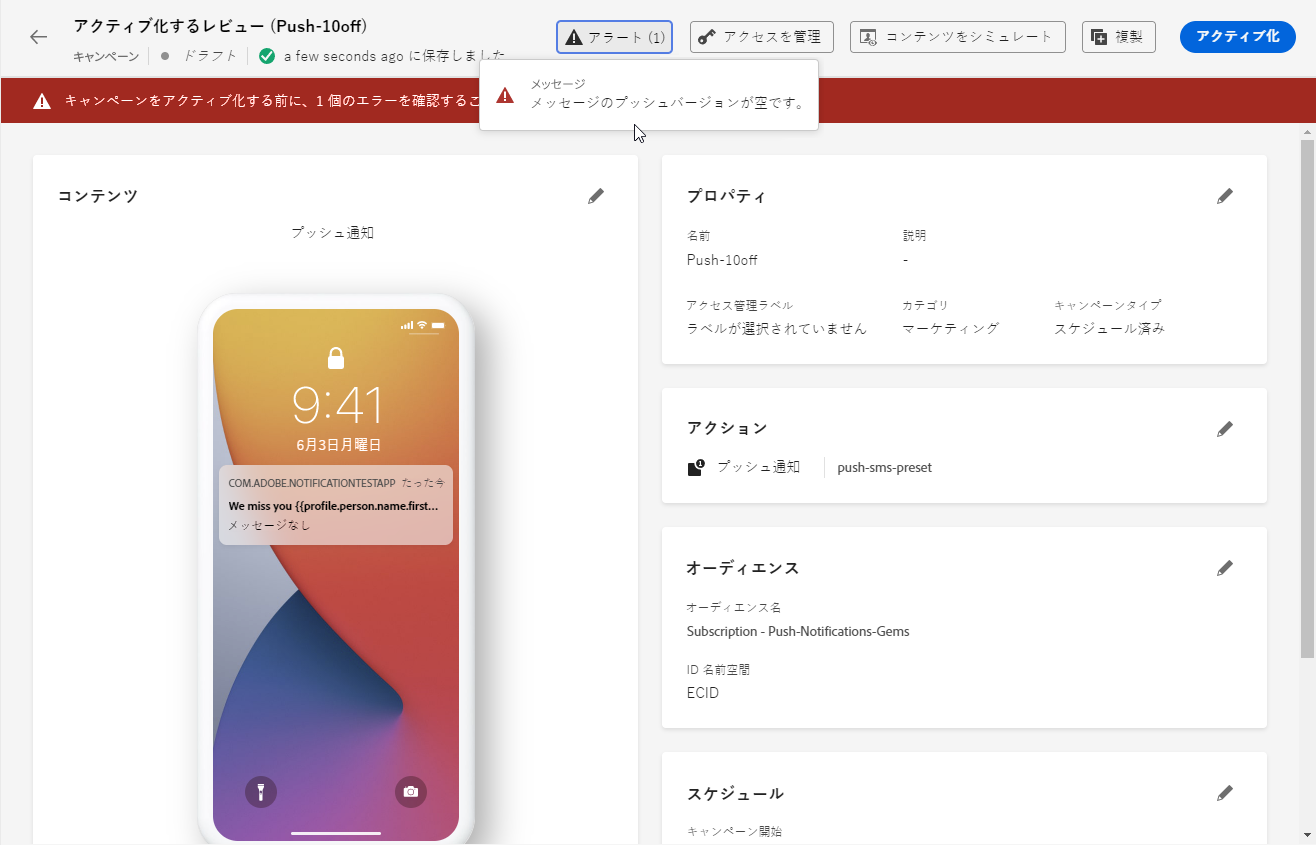 アクティブ化するレビュー (Push-10off)
キャンペーン ドラフト a few seconds ago に保存しました
アラート (1)
アクセスを管理
コンテンツをシミュレート
複製
アクティブ化
キャンペーンをアクティブ化する前に、1 個のエラーを確認するこ
メッセージ
メッセージのプッシュバージョンが空です。
コンテンツ
プッシュ通知
9:41
6月3日月曜日
COM.ADOBE.NOTIFICATIONTESTAPP たった今
We miss you {{profile.person.name.first...
メッセージなし
プロパティ
名前 説明
Push-10off -
アクセス管理ラベル カテゴリ キャンペーンタイプ
ラベルが選択されていません マーケティング スケジュール済み
アクション
プッシュ通知 push-sms-preset
オーディエンス
オーディエンス名
Subscription - Push-Notifications-Gems
ID 名前空間
ECID
スケジュール
キャンペーン開始